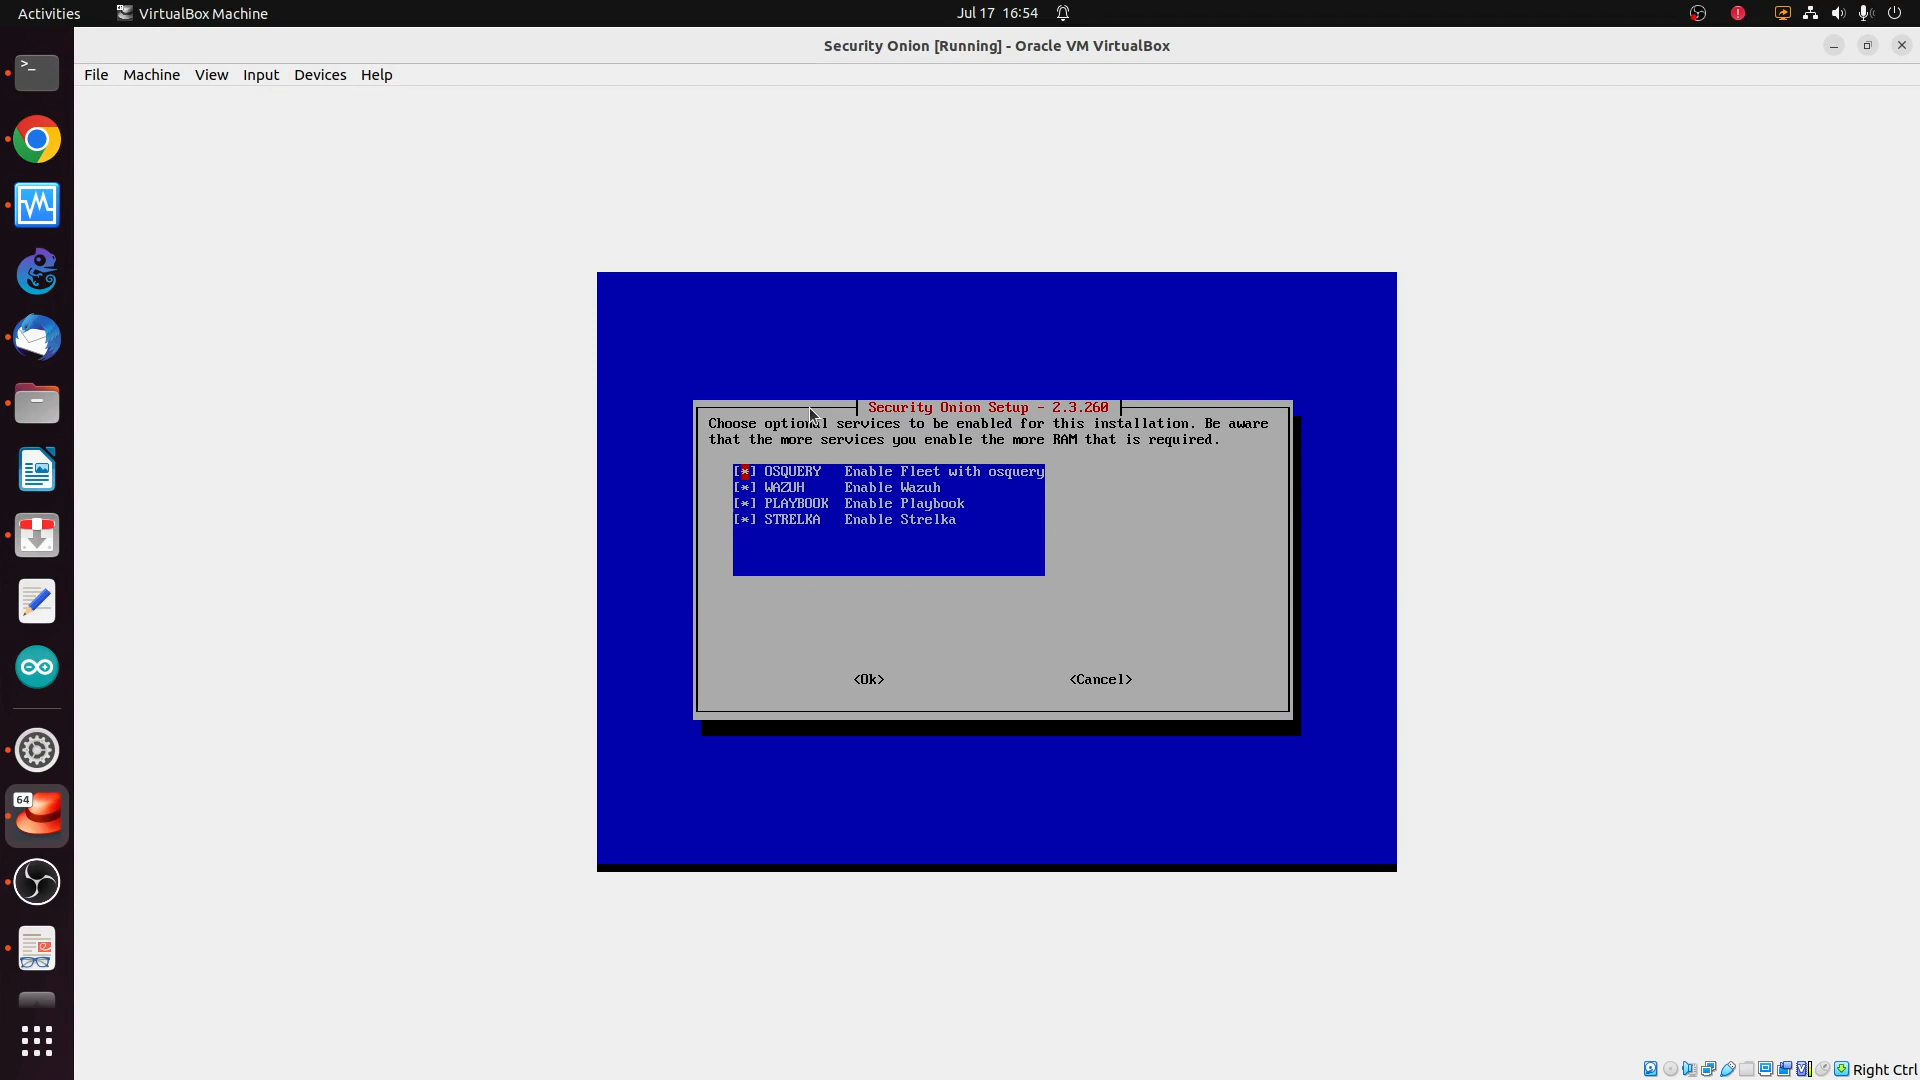 Activities
VirtualBox Machine
Jul 17 16:54
Security Onion [Running] - Oracle VM VirtualBox
File Machine View Input Devices Help
Security Onion Setup - 2.3.260
Choose optional services to be enabled for this installation. Be aware
that the more services you enable the more RAM that is required.
[*] OSQUERY Enable Fleet with osquery
[*] WAZUH Enable Wazuh
[*] PLAYBOOK Enable Playbook
[*] STRELKA Enable Strelka
<Ok> <Cancel>
64
Right Ctrl